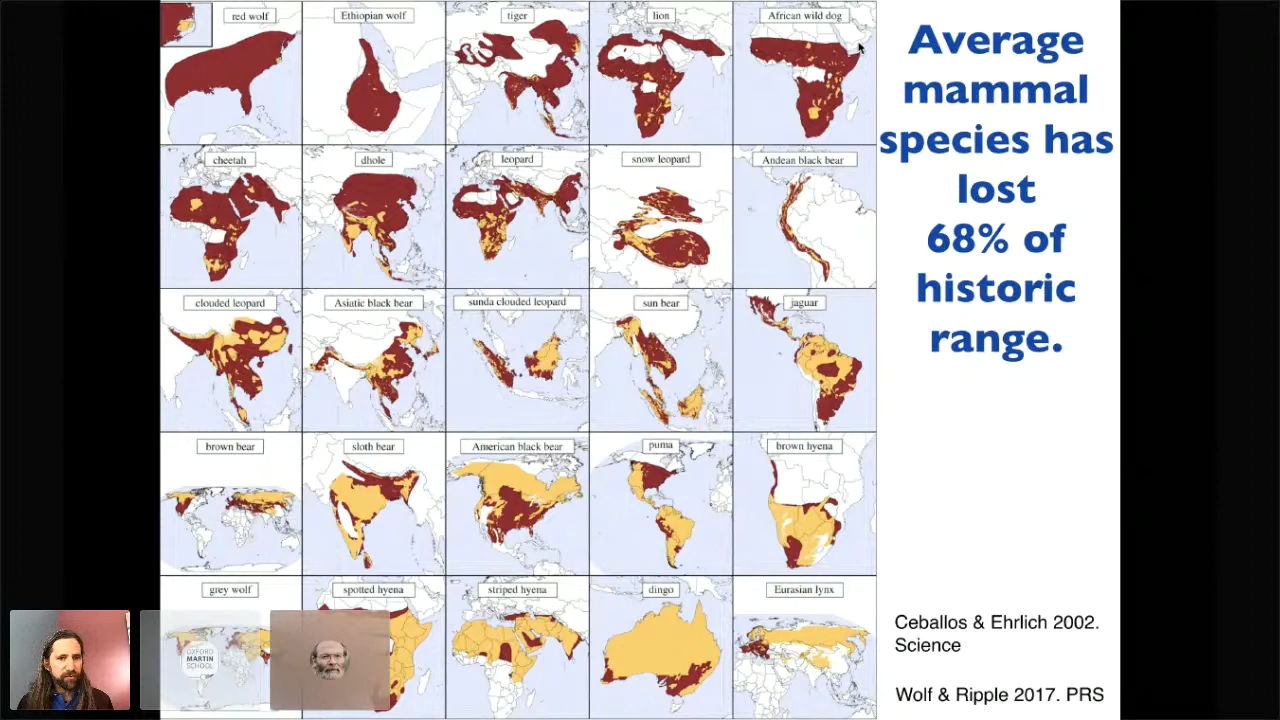 red wolf
Ethiopian wolf
tiger
lion
African wild dog
cheetah
dhole
leopard
snow leopard
Andean black bear
clouded leopard
Asiatic black bear
sunda clouded leopard
sun bear
jaguar
brown bear
sloth bear
American black bear
puma
brown hyena
grey wolf
spotted hyena
striped hyena
dingo
Eurasian lynx
Average
mammal
species has
lost
68% of
historic
range.
Ceballos & Ehrlich 2002.
Science
Wolf & Ripple 2017. PRS
OXFORD
MARTIN
SCHOOL